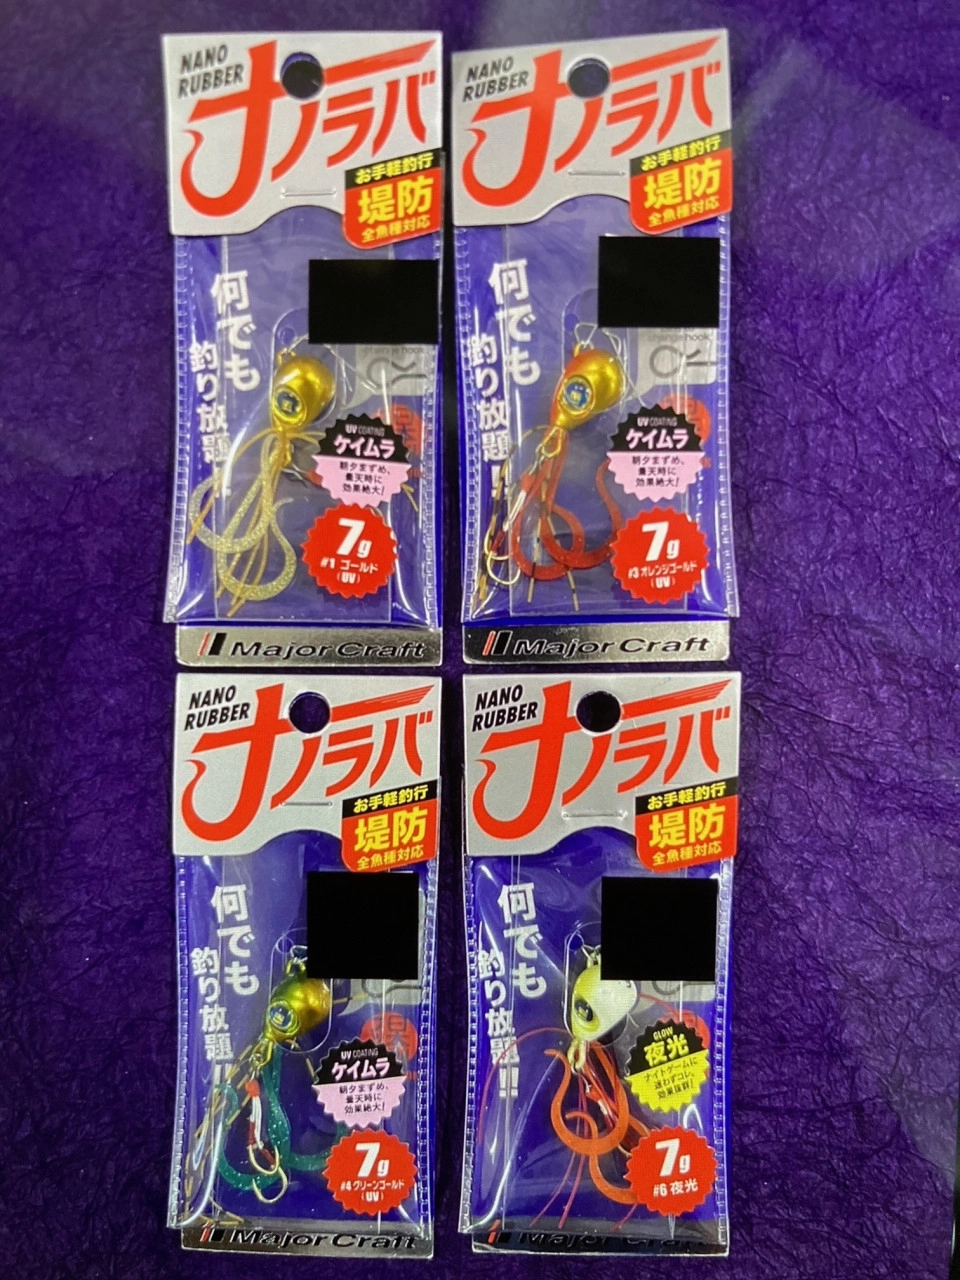 NANO
RUBBER
ナノラバ
お手軽釣行
堤防
全魚種対応
何でも
釣り放題!
change hook
UV COATING
ケイムラ
朝夕まずめ、
曇天時に
効果絶大!
7g
#1 ゴールド
(UV)
Major Craft
NANO
RUBBER
ナノラバ
お手軽釣行
堤防
全魚種対応
何でも
釣り放題!
hook
UV COATING
ケイムラ
朝夕まずめ、
曇天時に
効果絶大!
7g
#3 オレンジゴールド
(UV)
Major Craft
NANO
RUBBER
ナノラバ
お手軽釣行
堤防
全魚種対応
何でも
釣り放題!!
UV COATING
ケイムラ
朝夕まずめ、
曇天時に
効果絶大!
7g
#4 グリーンゴールド
(UV)
Major Craft
NANO
RUBBER
ナノラバ
お手軽釣行
堤防
全魚種対応
何でも
釣り放題!!
GLOW
夜光
ナイトゲームに
迷わずコレ、
効果抜群!
7g
#6 夜光
Major Craft